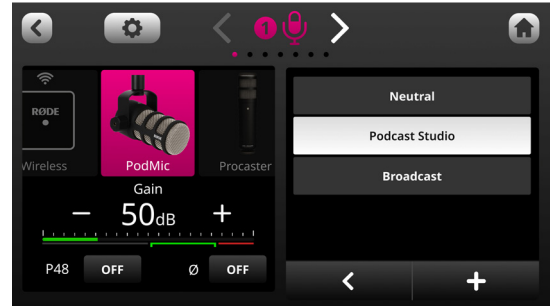 1
RØDE
Wireless
PodMic
Procaster
Gain
− 50dB +
P48 OFF Ø OFF
Neutral
Podcast Studio
Broadcast
+